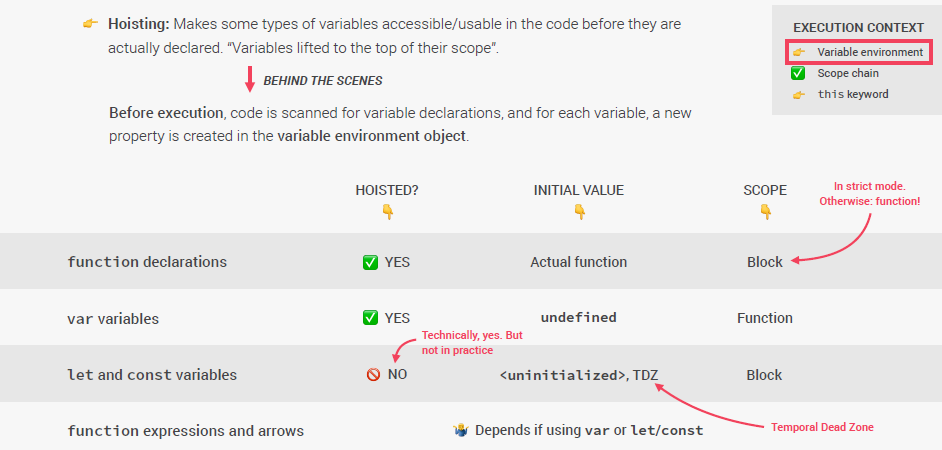 Hoisting: Makes some types of variables accessible/usable in the code before they are
actually declared. “Variables lifted to the top of their scope”.
EXECUTION CONTEXT
Variable environment
Scope chain
this keyword
BEHIND THE SCENES
Before execution, code is scanned for variable declarations, and for each variable, a new
property is created in the variable environment object.
HOISTED? INITIAL VALUE SCOPE
In strict mode.
Otherwise: function!
function declarations YES Actual function Block
var variables YES undefined Function
Technically, yes. But
not in practice
let and const variables NO <uninitialized>, TDZ Block
Temporal Dead Zone
function expressions and arrows Depends if using var or let/const